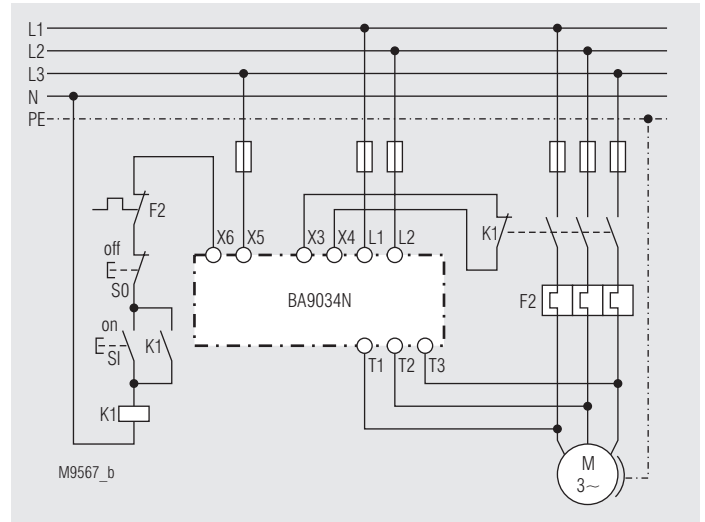 L1
L2
L3
N
PE
F2
X6 X5 X3 X4 L1 L2
K1
off
S0
BA9034N
F2
on
SI
K1
T1 T2 T3
K1
M9567_b
M
3~